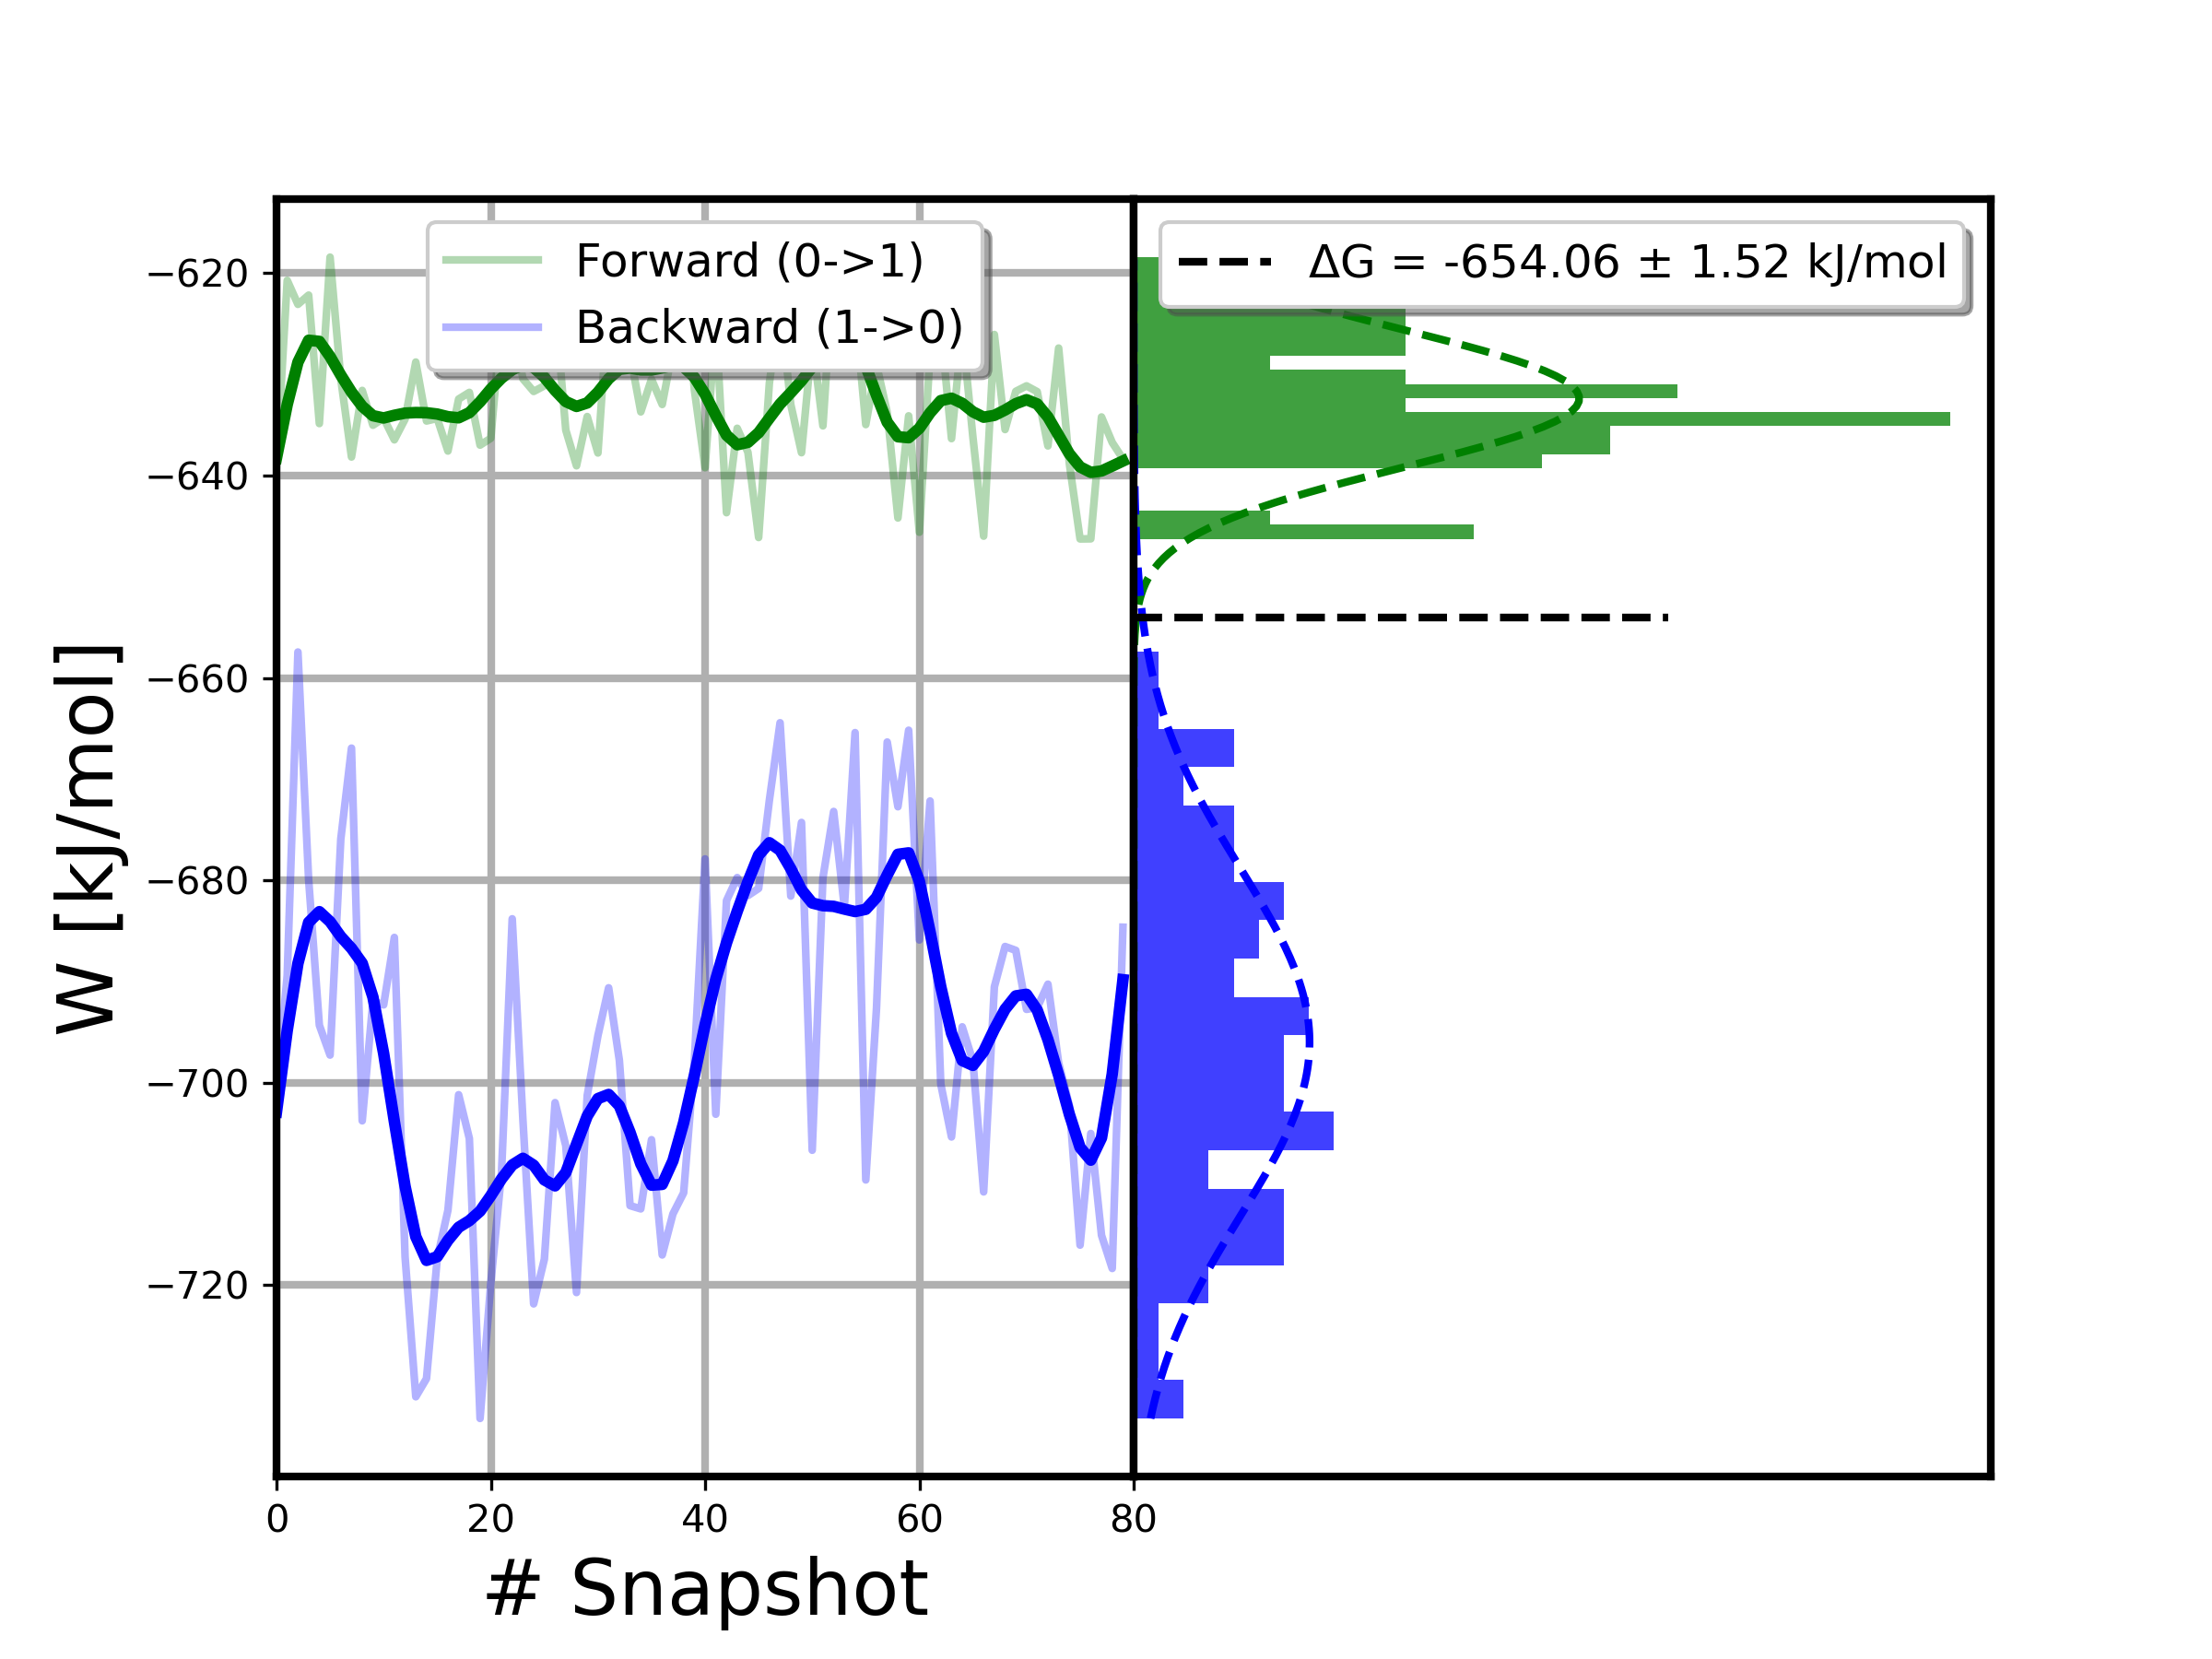 Forward (0->1)
Backward (1->0)
ΔG = -654.06 ± 1.52 kJ/mol
W [kJ/mol]
−620
−640
−660
−680
−700
−720
0 20 40 60 80
# Snapshot